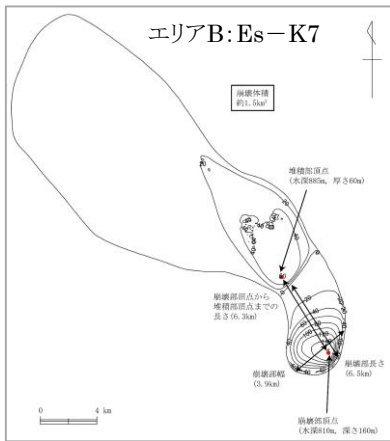 エリアB:Es-K7
崩壊体積
約1.5km³
堆積部頂点
(水深885m, 厚さ60m)
崩壊部頂点から
堆積部頂点までの
長さ(6.3km)
崩壊部長さ
(6.5km)
崩壊部幅
(3.9km)
崩壊部頂点
(水深810m, 深さ160m)
0 4 km